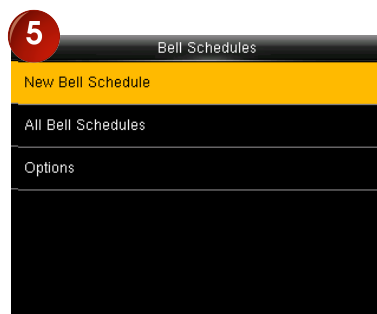 5
Bell Schedules
New Bell Schedule
All Bell Schedules
Options